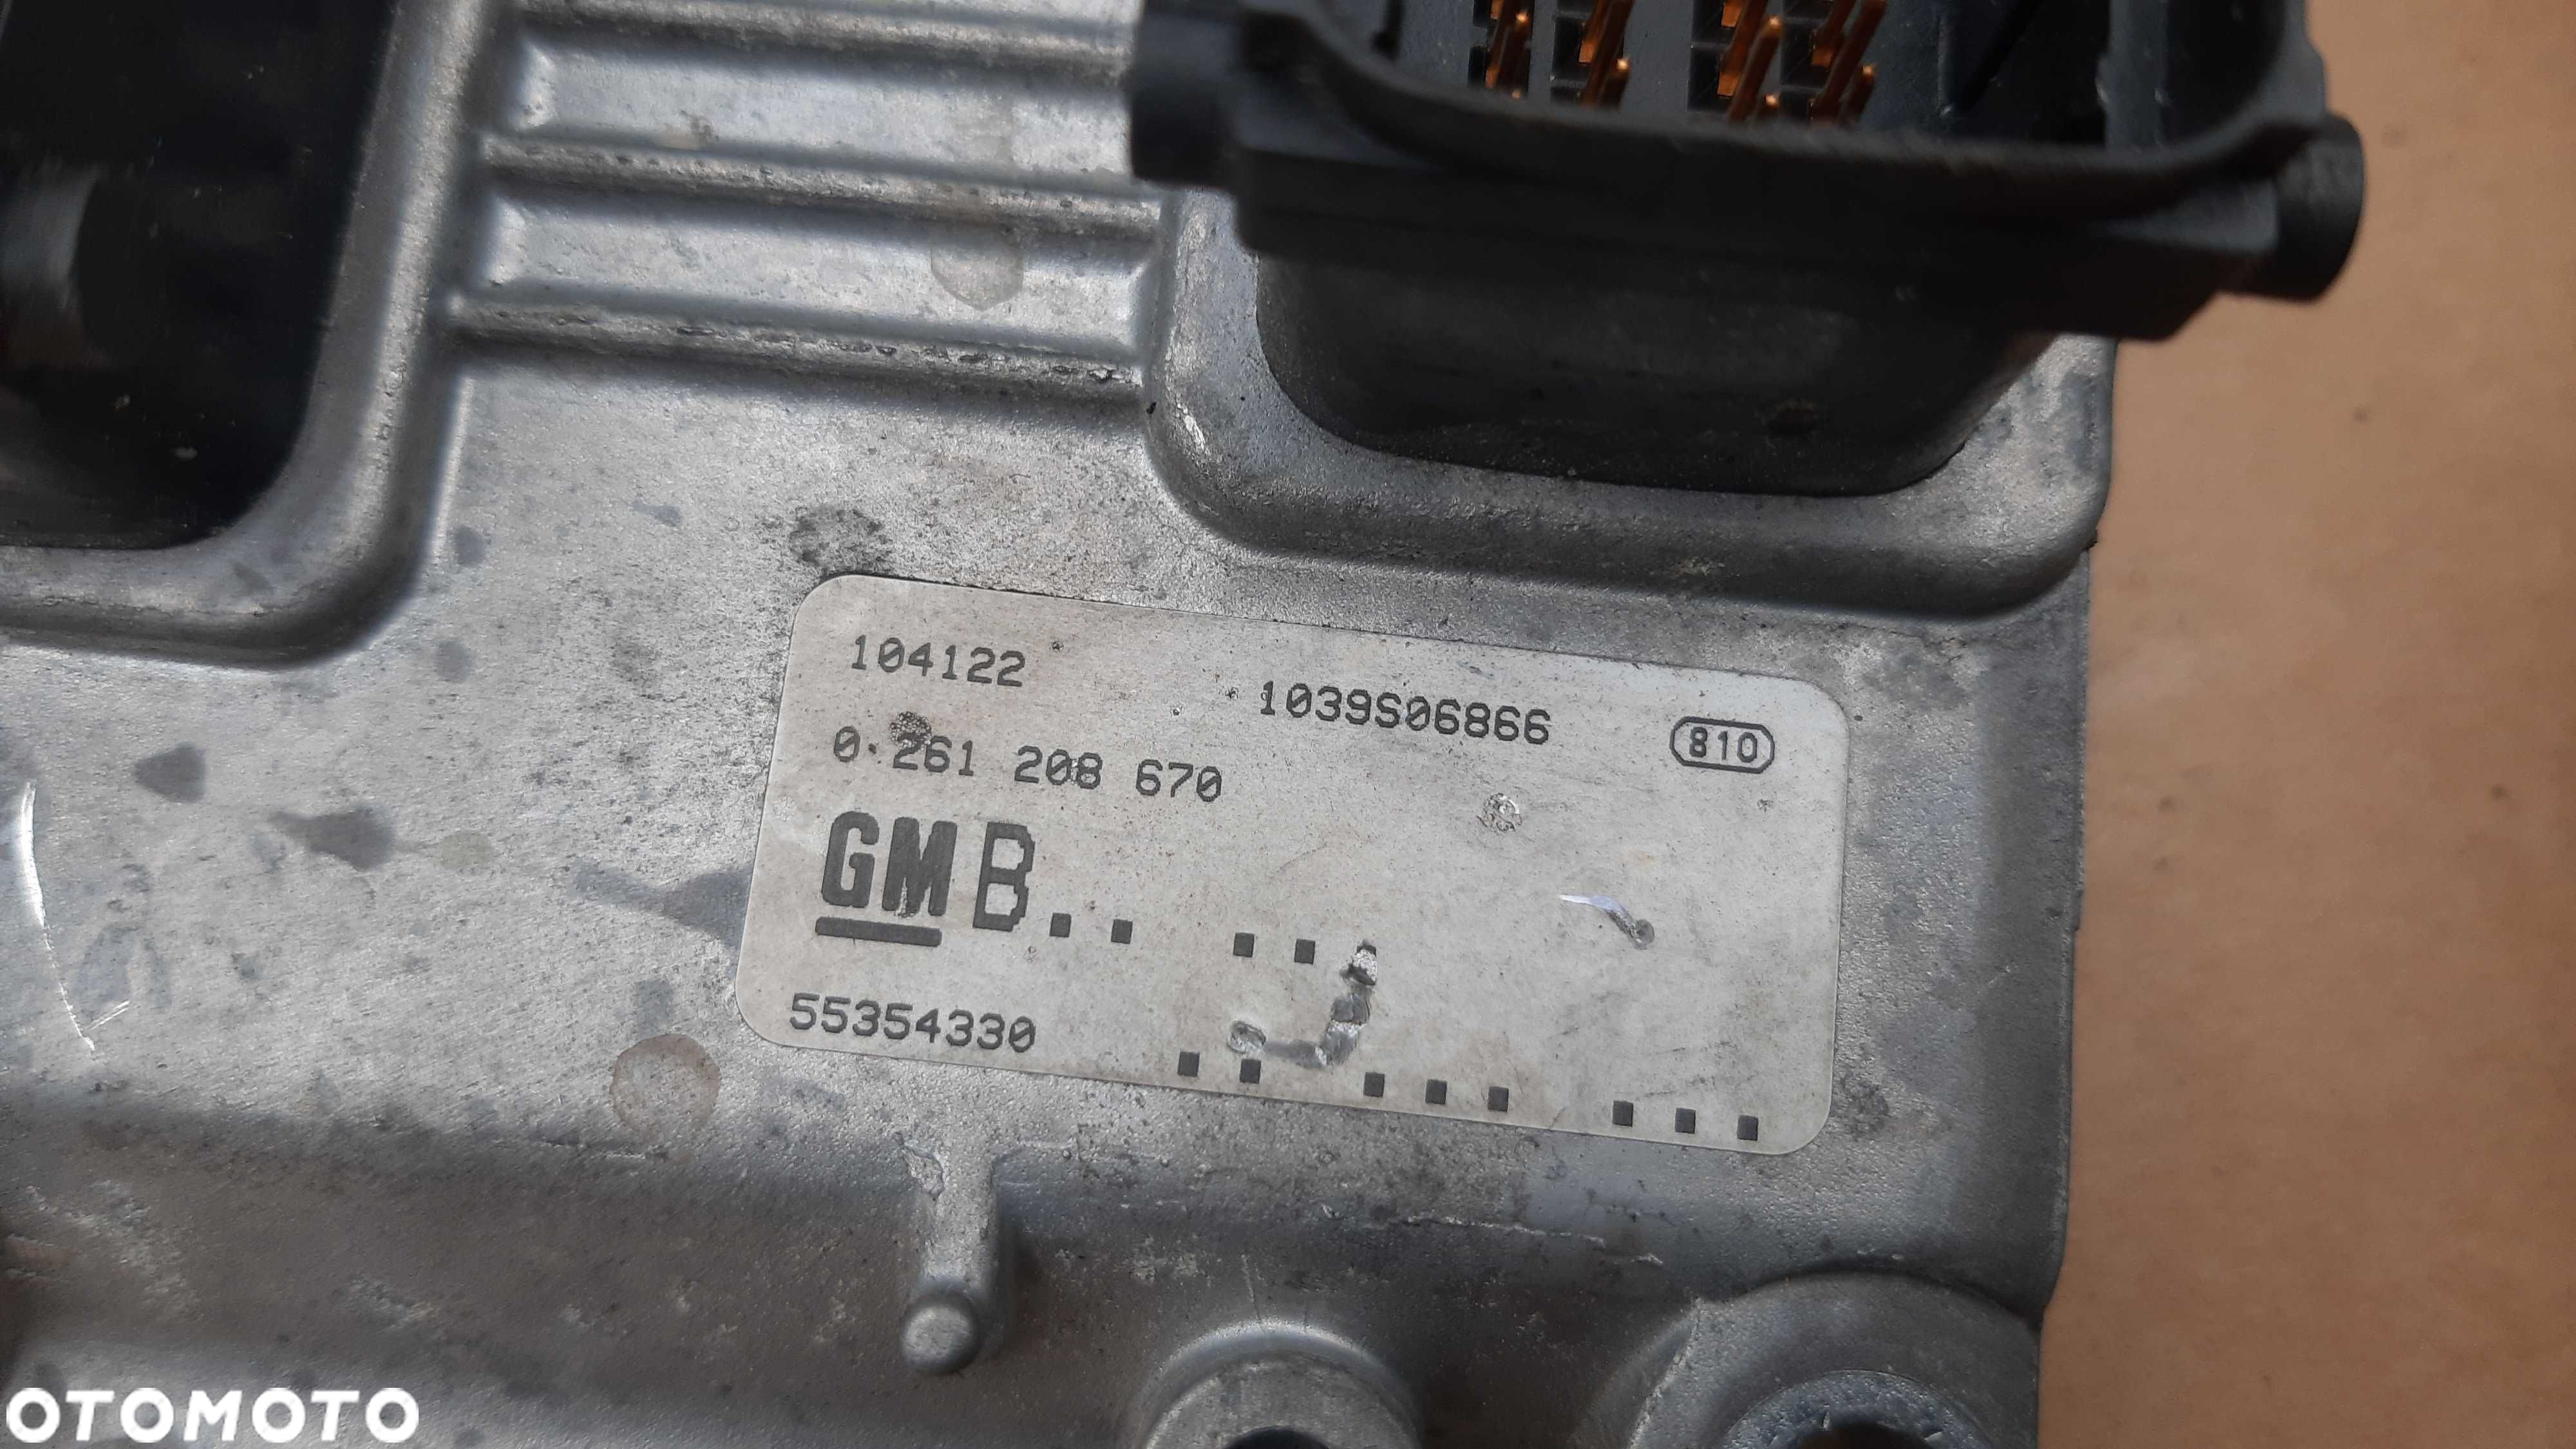 104122 1039S06866 810
0 261 208 670
GM B.. ..
55354330
OTOMOTO